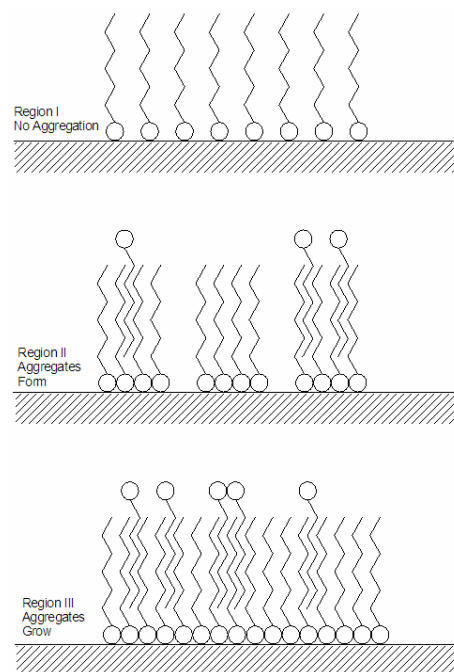 Region I
No Aggregation
Region II
Aggregates
Form
Region III
Aggregates
Grow